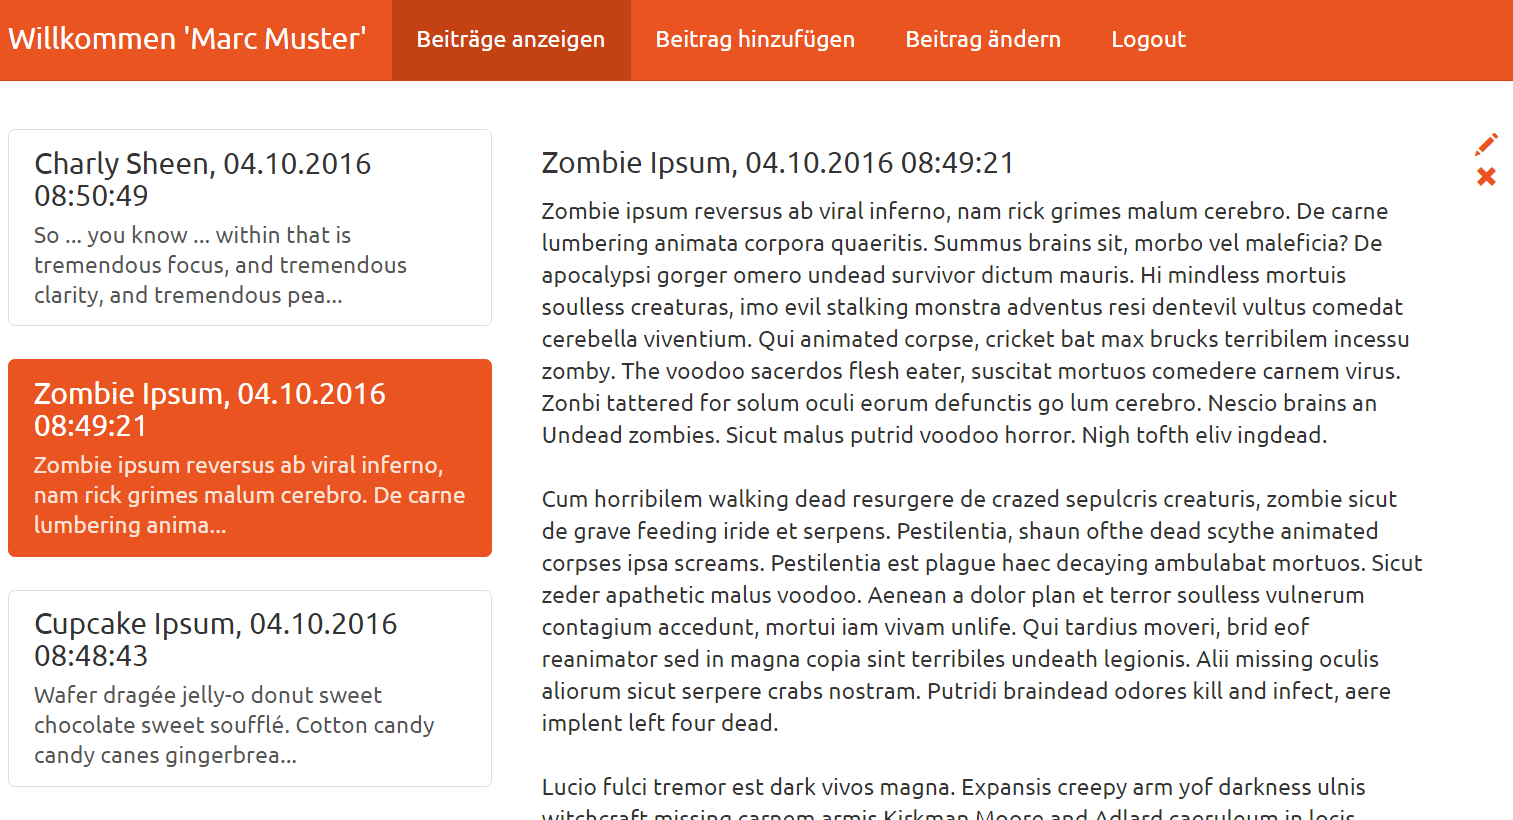 Willkommen 'Marc Muster'
Beiträge anzeigen
Beitrag hinzufügen
Beitrag ändern
Logout
Charly Sheen, 04.10.2016
08:50:49
So ... you know ... within that is
tremendous focus, and tremendous
clarity, and tremendous pea...
Zombie Ipsum, 04.10.2016
08:49:21
Zombie ipsum reversus ab viral inferno,
nam rick grimes malum cerebro. De carne
lumbering anima...
Cupcake Ipsum, 04.10.2016
08:48:43
Wafer dragée jelly-o donut sweet
chocolate sweet soufflé. Cotton candy
candy canes gingerbrea...
Zombie Ipsum, 04.10.2016 08:49:21
Zombie ipsum reversus ab viral inferno, nam rick grimes malum cerebro. De carne
lumbering animata corpora quaeritis. Summus brains sit, morbo vel maleficia? De
apocalypsi gorger omero undead survivor dictum mauris. Hi mindless mortuis
soulless creaturas, imo evil stalking monstra adventus resi dentevil vultus comedat
cerebella viventium. Qui animated corpse, cricket bat max brucks terribilem incessu
zomby. The voodoo sacerdos flesh eater, suscitat mortuos comedere carnem virus.
Zonbi tattered for solum oculi eorum defunctis go lum cerebro. Nescio brains an
Undead zombies. Sicut malus putrid voodoo horror. Nigh tofth eliv ingdead.
Cum horribilem walking dead resurgere de crazed sepulcris creaturis, zombie sicut
de grave feeding iride et serpens. Pestilentia, shaun ofthe dead scythe animated
corpses ipsa screams. Pestilentia est plague haec decaying ambulabat mortuos. Sicut
zeder apathetic malus voodoo. Aenean a dolor plan et terror soulless vulnerum
contagium accedunt, mortui iam vivam unlife. Qui tardius moveri, brid eof
reanimator sed in magna copia sint terribiles undeath legionis. Alii missing oculis
aliorum sicut serpere crabs nostram. Putridi braindead odores kill and infect, aere
implent left four dead.
Lucio fulci tremor est dark vivos magna. Expansis creepy arm yof darkness ulnis
witchcraft missing carnem armis Kirkman Moore and Adlard caeruleum in locis.